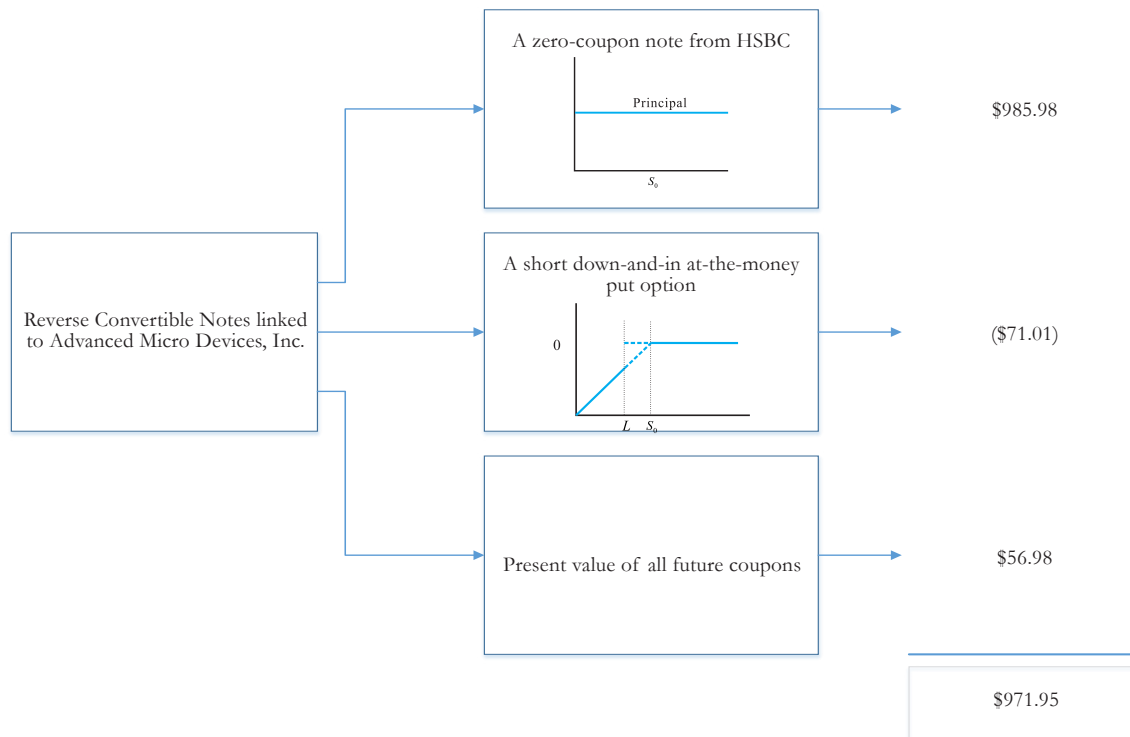 A zero-coupon note from HSBC
Principal
S₀
$985.98
Reverse Convertible Notes linked
to Advanced Micro Devices, Inc.
A short down-and-in at-the-money
put option
0
L S₀
($71.01)
Present value of all future coupons
$56.98
$971.95